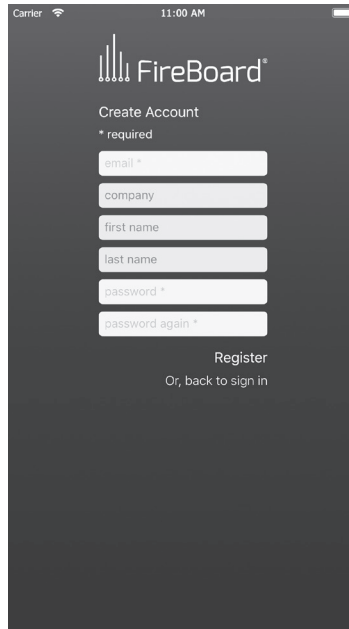 Carrier 11:00 AM
FireBoard®
Create Account
* required
email *
company
first name
last name
password *
password again *
Register
Or, back to sign in